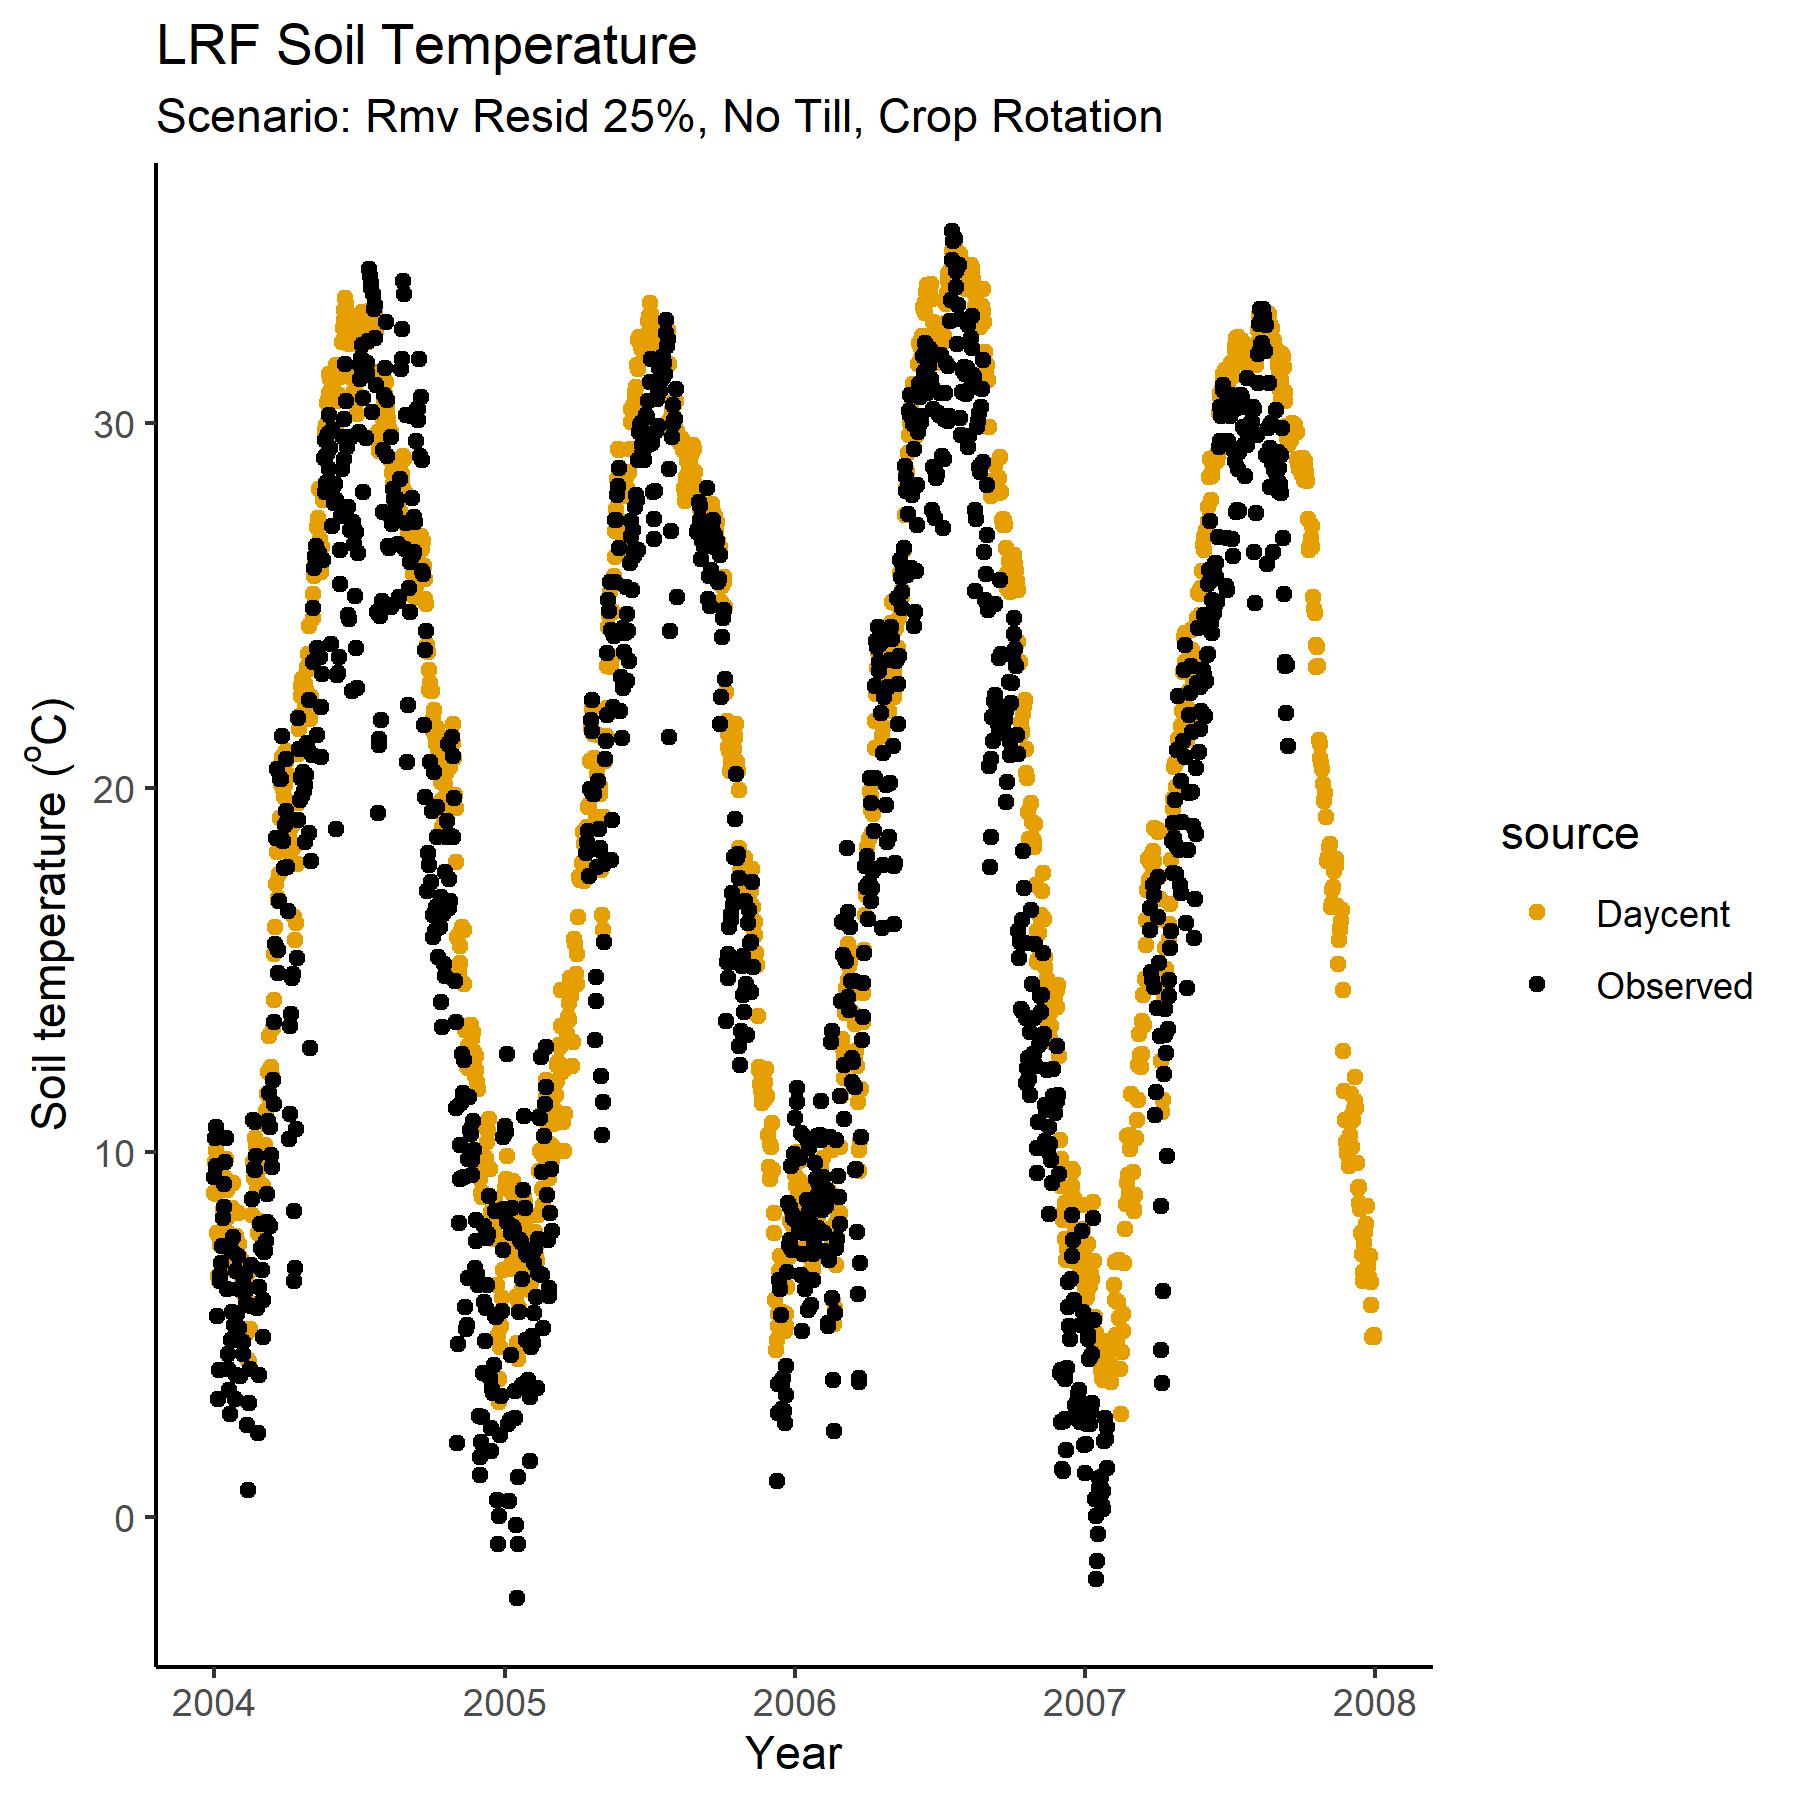 LRF Soil Temperature
Scenario: Rmv Resid 25%, No Till, Crop Rotation
Soil temperature (°C)
30
20
10
0
2004 2005 2006 2007 2008
Year
source
Daycent
Observed